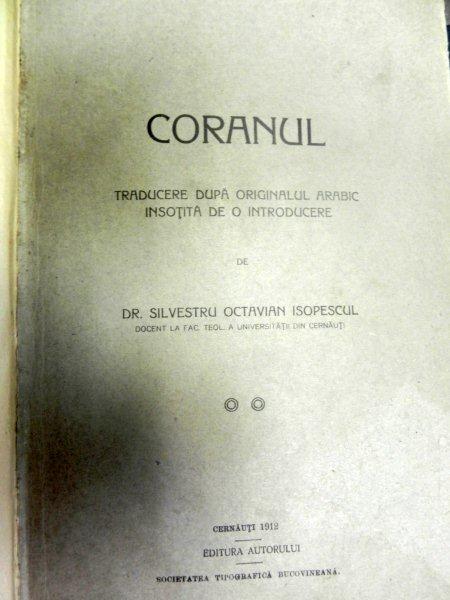 CORANUL
TRADUCERE DUPĂ ORIGINALUL ARABIC
INSOȚITĂ DE O INTRODUCERE
DE
DR. SILVESTRU OCTAVIAN ISOPESCUL
DOCENT LA FAC. TEOL. A UNIVERSITĂȚII DIN CERNĂUȚI
CERNĂUȚI 1912
EDITURA AUTORULUI
SOCIETATEA TIPOGRAFICĂ BUCOVINEANĂ.